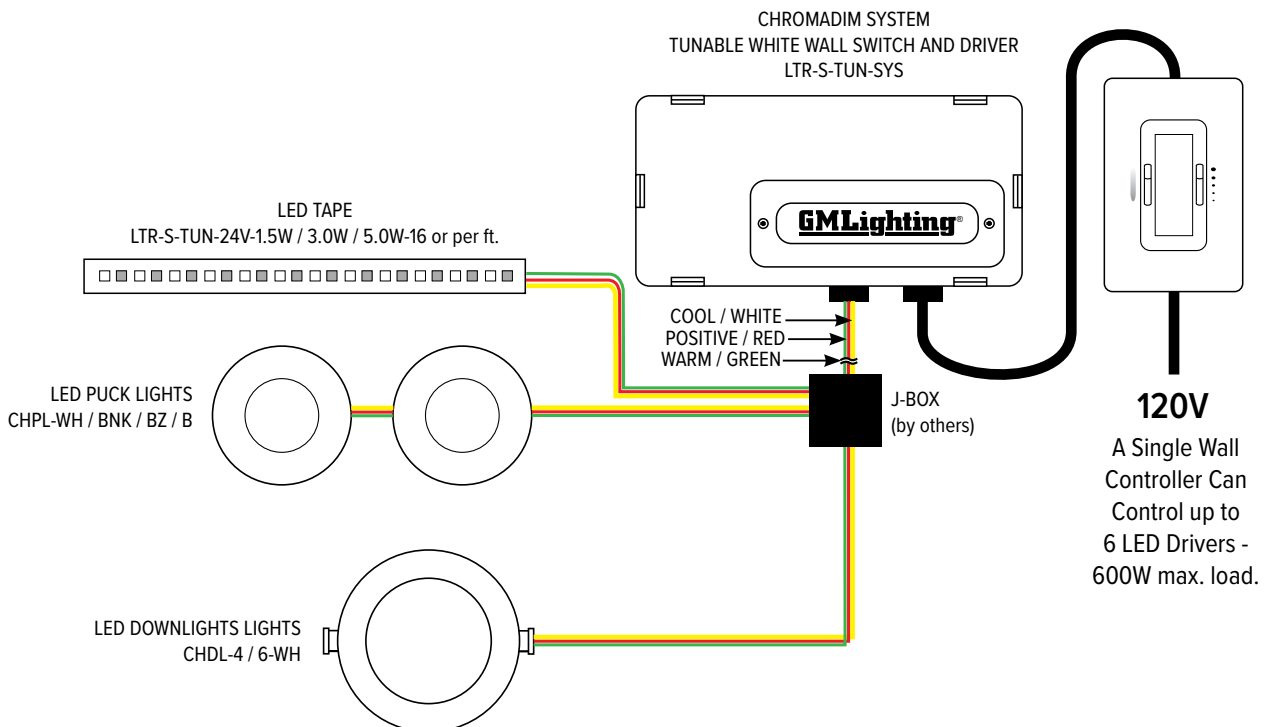 CHROMADIM SYSTEM
TUNABLE WHITE WALL SWITCH AND DRIVER
LTR-S-TUN-SYS
GMLighting®
LED TAPE
LTR-S-TUN-24V-1.5W / 3.0W / 5.0W-16 or per ft.
COOL / WHITE
POSITIVE / RED
WARM / GREEN
LED PUCK LIGHTS
CHPL-WH / BNK / BZ / B
J-BOX
(by others)
LED DOWNLIGHTS LIGHTS
CHDL-4 / 6-WH
120V
A Single Wall
Controller Can
Control up to
6 LED Drivers -
600W max. load.